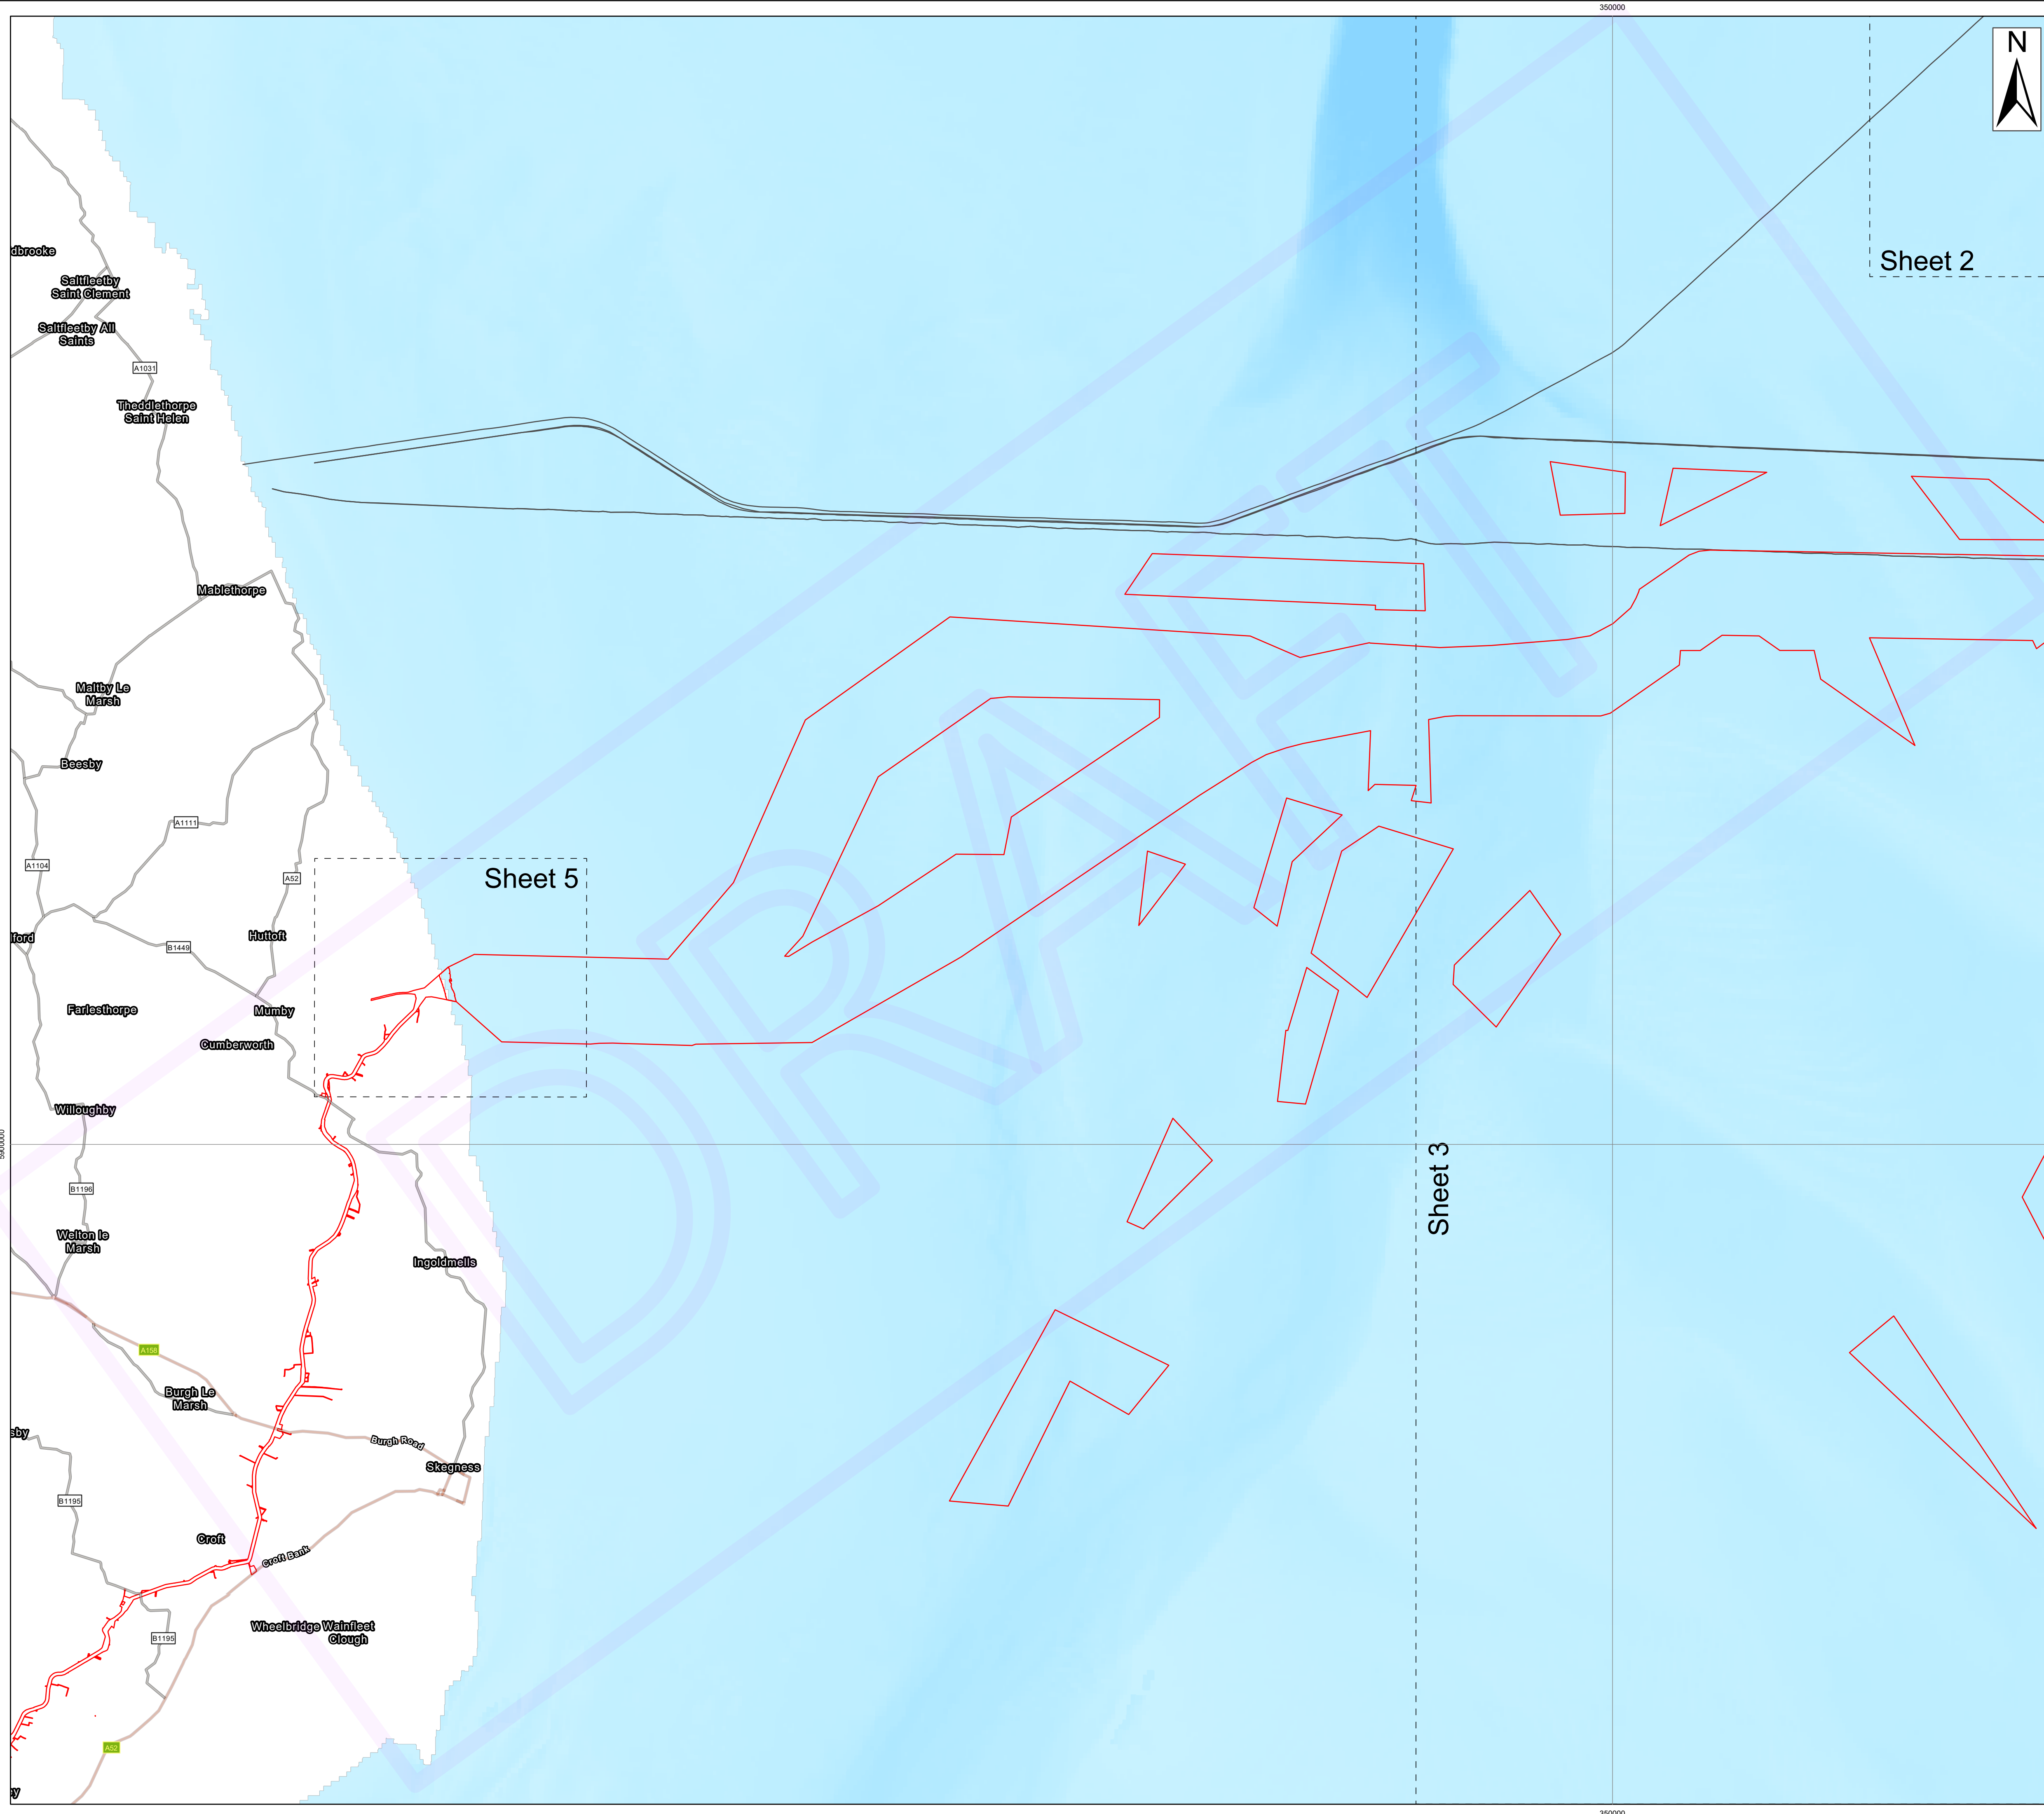 350000
N
Sheet 2
dbrooke
Saltfleetby
Saint Clement
Saltfleetby All
Saints
A1031
Theddlethorpe
Saint Helen
Mablethorpe
Maltby Le
Marsh
Beesby
A1111
A1104
A52
Sheet 5
lford
Huttoft
B1449
Farlesthorpe
Mumby
Cumberworth
Willoughby
5900000
Sheet 3
B1196
Welton le
Marsh
Ingoldmells
A158
Burgh Le
Marsh
sby
Burgh Road
Skegness
B1195
Croft
Croft Bank
Wheelbridge Wainfleet
Clough
B1195
A52
y
350000
DRAFT